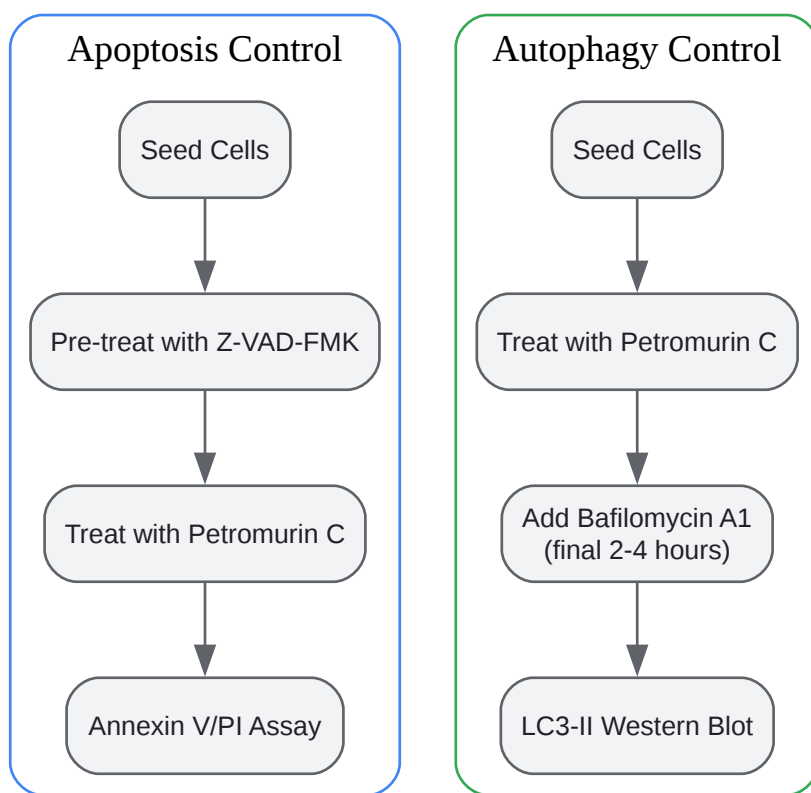 Apoptosis Control
Seed Cells
Pre-treat with Z-VAD-FMK
Treat with Petromurin C
Annexin V/PI Assay
Autophagy Control
Seed Cells
Treat with Petromurin C
Add Bafilomycin A1
(final 2-4 hours)
LC3-II Western Blot